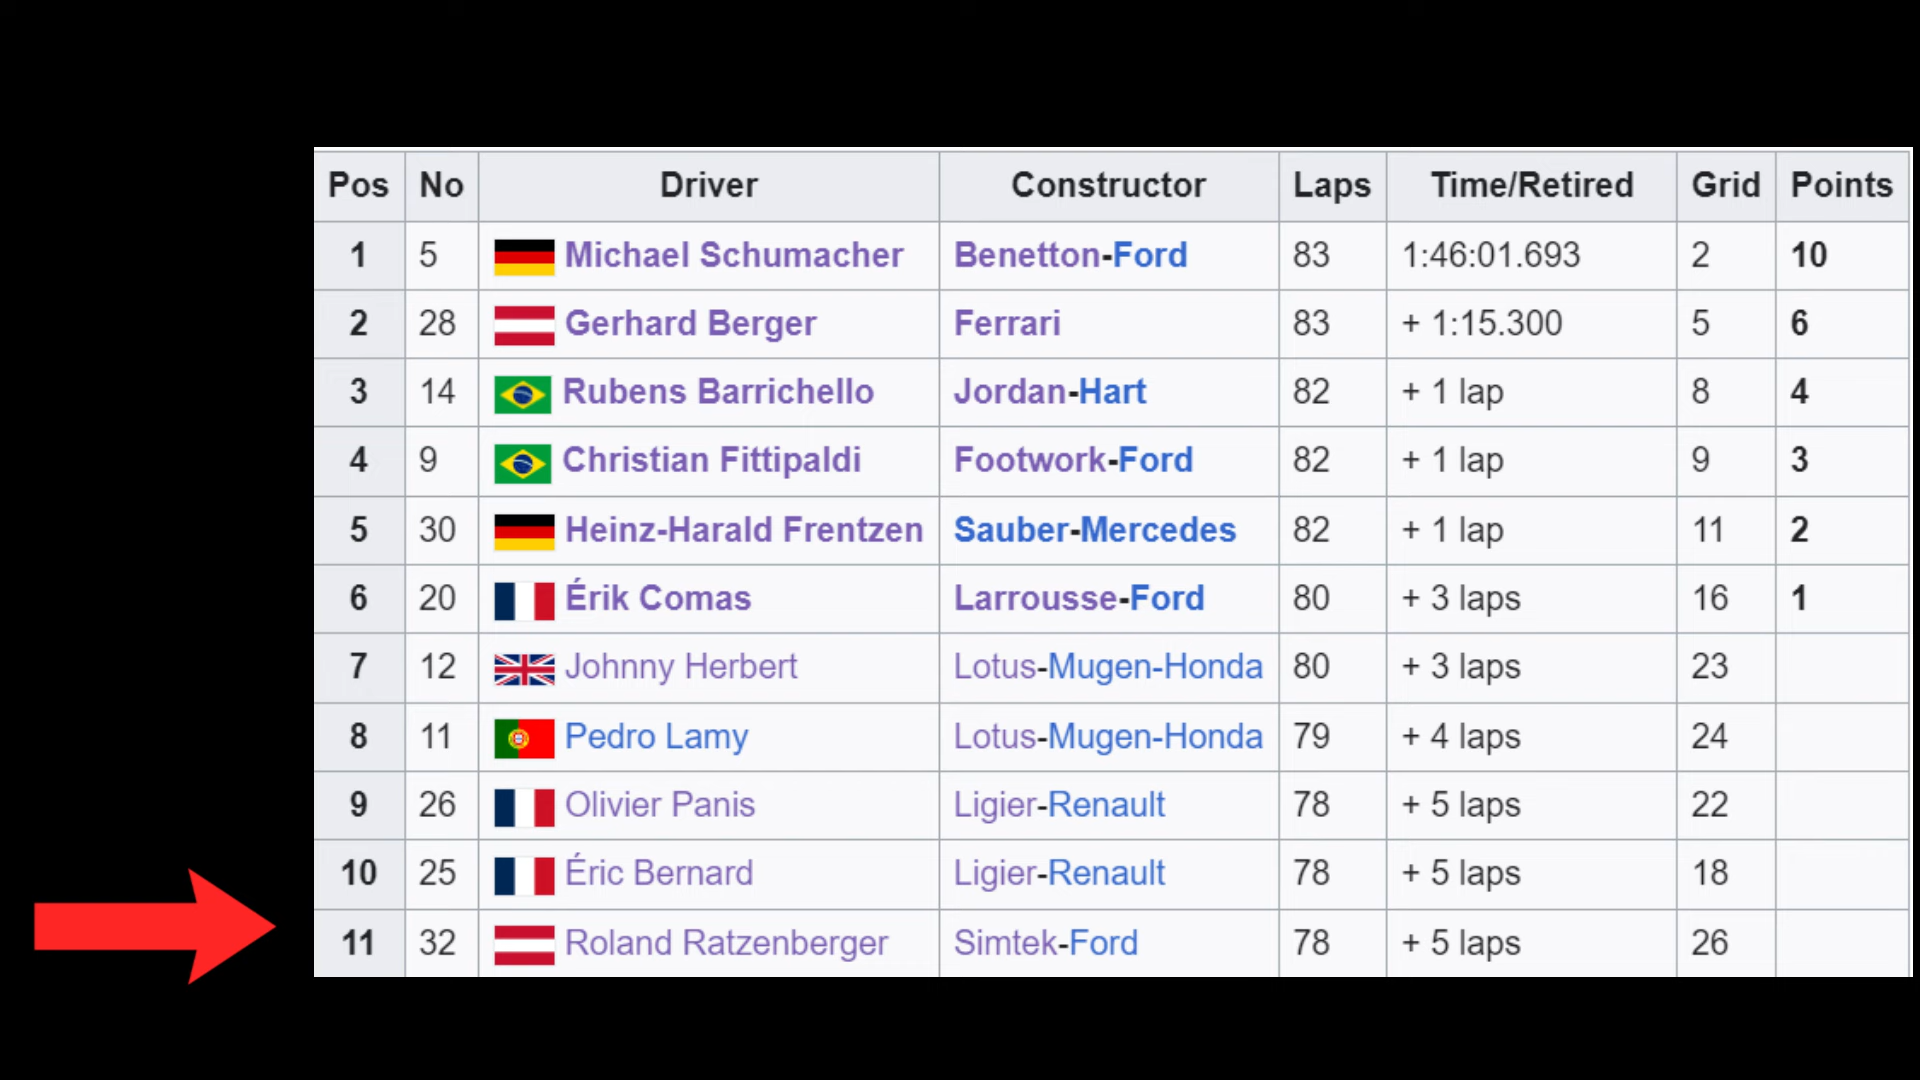 Pos No Driver Constructor Laps Time/Retired Grid Points
1 5 Michael Schumacher Benetton-Ford 83 1:46:01.693 2 10
2 28 Gerhard Berger Ferrari 83 + 1:15.300 5 6
3 14 Rubens Barrichello Jordan-Hart 82 + 1 lap 8 4
4 9 Christian Fittipaldi Footwork-Ford 82 + 1 lap 9 3
5 30 Heinz-Harald Frentzen Sauber-Mercedes 82 + 1 lap 11 2
6 20 Érik Comas Larrousse-Ford 80 + 3 laps 16 1
7 12 Johnny Herbert Lotus-Mugen-Honda 80 + 3 laps 23
8 11 Pedro Lamy Lotus-Mugen-Honda 79 + 4 laps 24
9 26 Olivier Panis Ligier-Renault 78 + 5 laps 22
10 25 Éric Bernard Ligier-Renault 78 + 5 laps 18
11 32 Roland Ratzenberger Simtek-Ford 78 + 5 laps 26